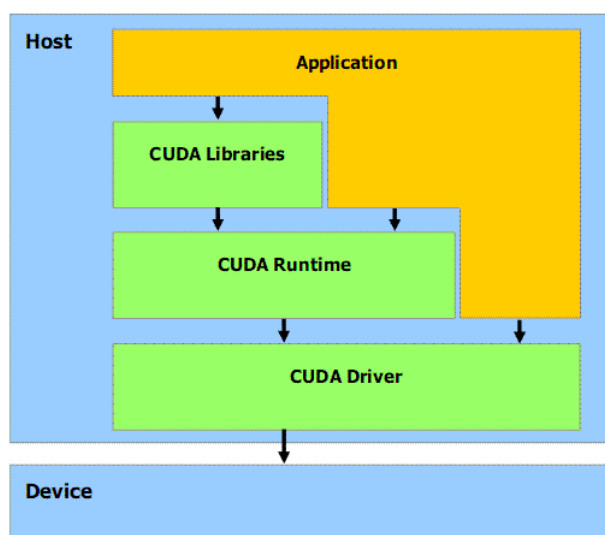 Host
Application
CUDA Libraries
CUDA Runtime
CUDA Driver
Device